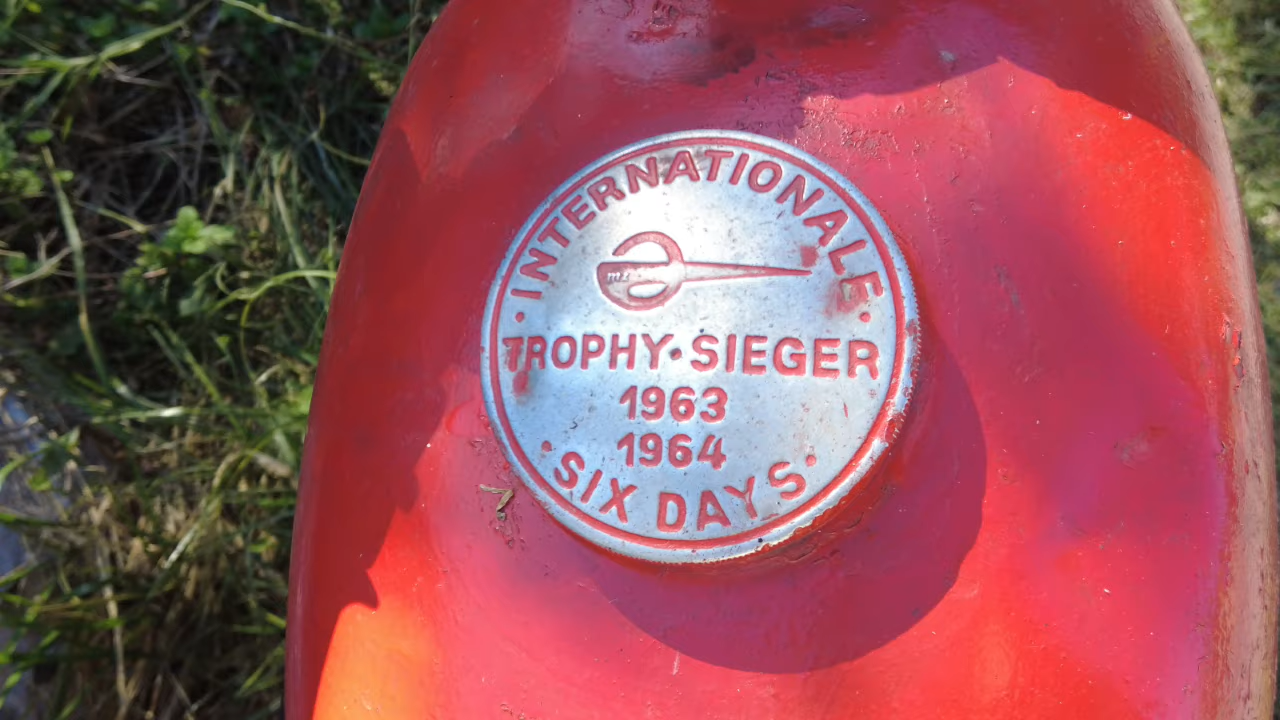 INTERNATIONALE
TROPHY·SIEGER
1963
1964
SIX DAYS